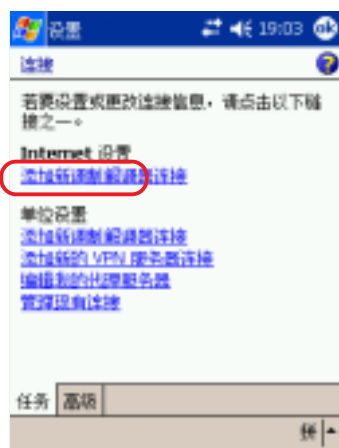 设置 19:03 ok
连接
若要设置或更改连接信息，请点击以下链
接之一。
Internet 设置
添加新调制解调器连接
单位设置
添加新调制解调器连接
添加新的 VPN 服务器连接
编辑我的代理服务器
管理现有连接
任务 高级
拼